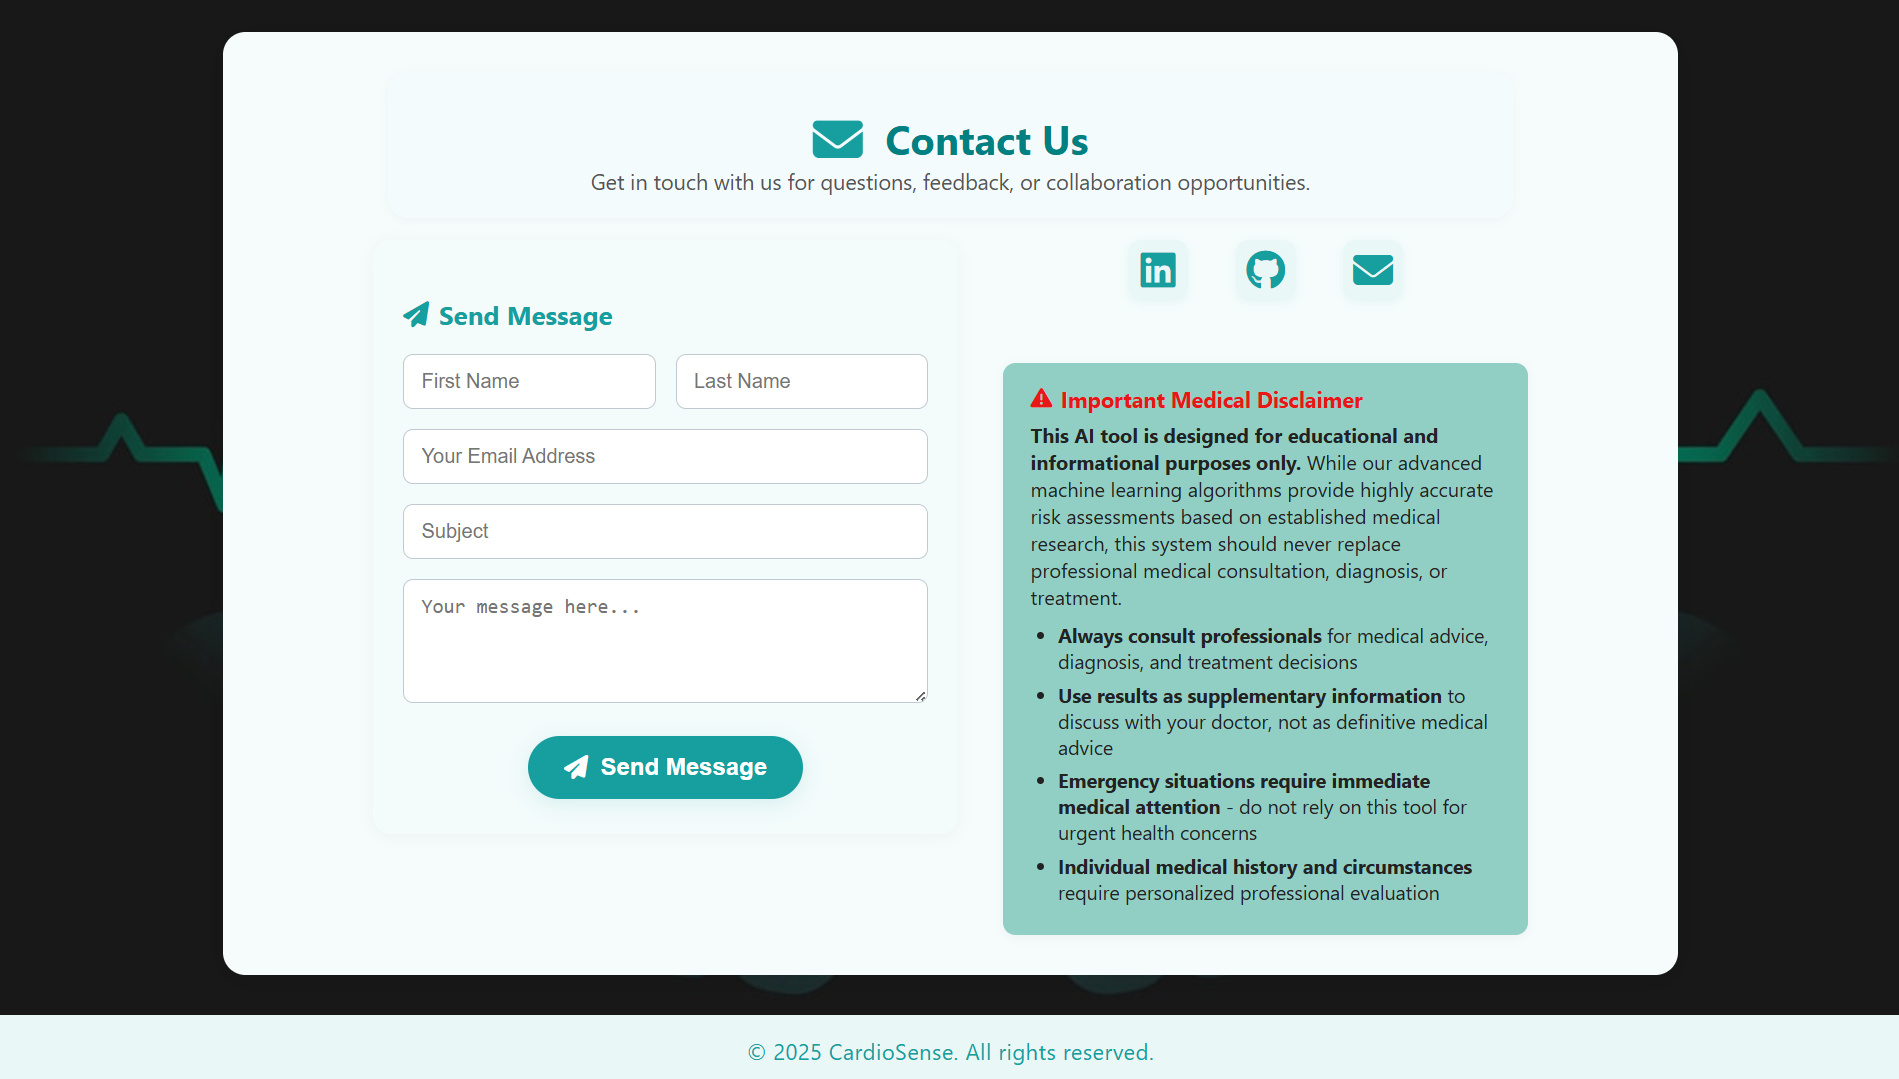 Contact Us
Get in touch with us for questions, feedback, or collaboration opportunities.
Send Message
First Name
Last Name
Your Email Address
Subject
Your message here...
Send Message
Important Medical Disclaimer
This AI tool is designed for educational and
informational purposes only. While our advanced
machine learning algorithms provide highly accurate
risk assessments based on established medical
research, this system should never replace
professional medical consultation, diagnosis, or
treatment.
• Always consult professionals for medical advice,
diagnosis, and treatment decisions
• Use results as supplementary information to
discuss with your doctor, not as definitive medical
advice
• Emergency situations require immediate
medical attention - do not rely on this tool for
urgent health concerns
• Individual medical history and circumstances
require personalized professional evaluation
© 2025 CardioSense. All rights reserved.